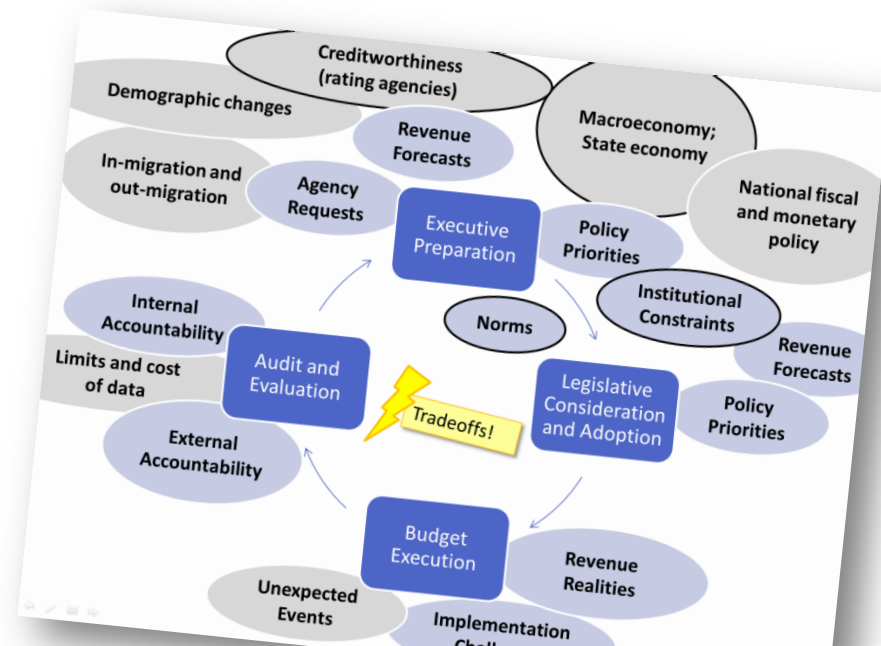 Creditworthiness
(rating agencies)
Demographic changes
Macroeconomy;
State economy
Revenue
Forecasts
In-migration and
out-migration
Agency
Requests
National fiscal
and monetary
policy
Executive
Preparation
Policy
Priorities
Institutional
Constraints
Internal
Accountability
Norms
Revenue
Forecasts
Limits and cost
of data
Audit and
Evaluation
Legislative
Consideration
and Adoption
Policy
Priorities
Tradeoffs!
External
Accountability
Budget
Execution
Revenue
Realities
Unexpected
Events
Implementation